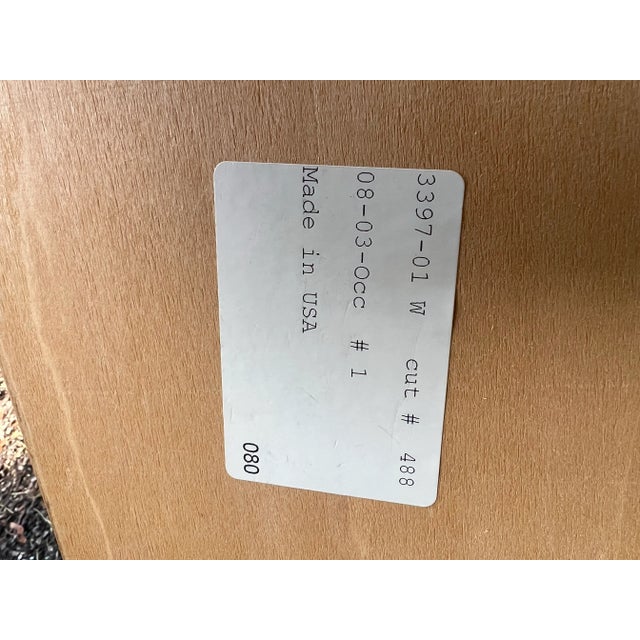 3397-01 W cut # 488
08-03-Occ # 1
Made in USA
080